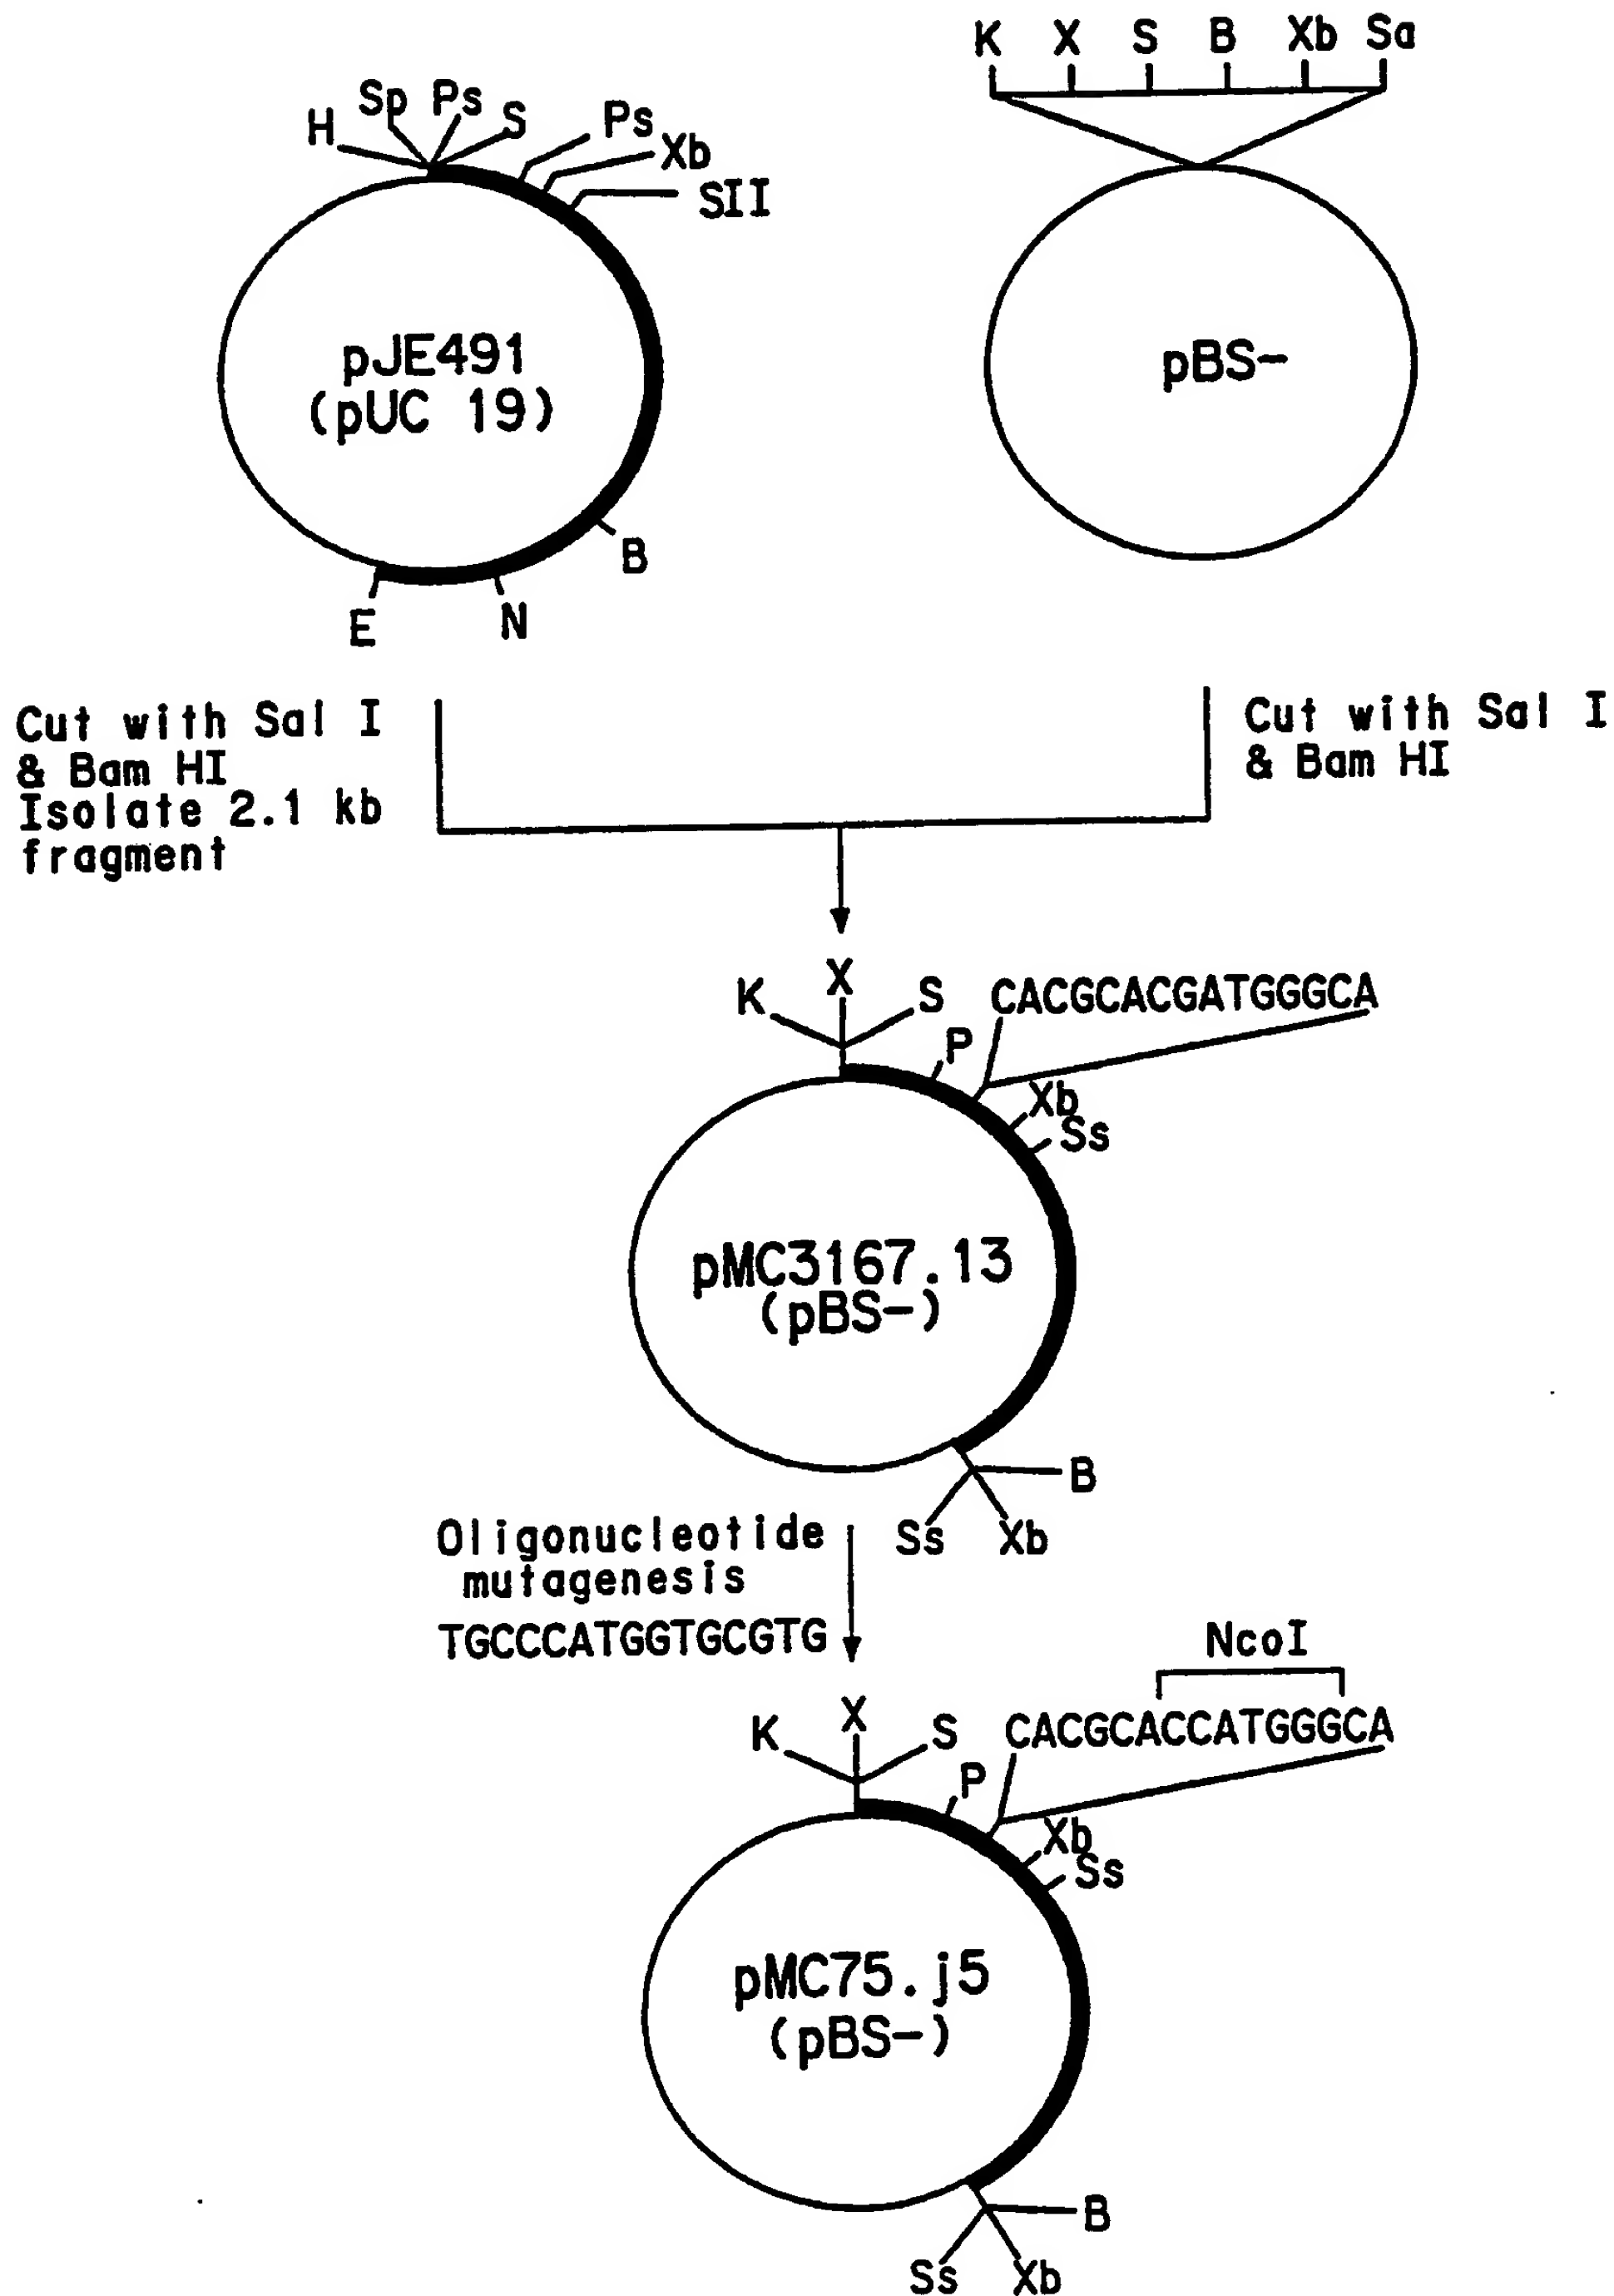 K X S B Xb Sa
H Sp Ps S Ps Xb
SII
pJE491
(pUC 19)
pBS-
B
E N
Cut with Sal I
& Bam HI
Isolate 2.1 kb
fragment
Cut with Sal I
& Bam HI
K X S CACGCACGATGGGCA
P
Xb
Ss
pMC3167.13
(pBS-)
B
Ss Xb
Oligonucleotide
mutagenesis
TGCCCATGGTGCGTG
NcoI
K X S CACGCACCATGGGCA
P
Xb
Ss
pMC75.j5
(pBS-)
B
Ss Xb